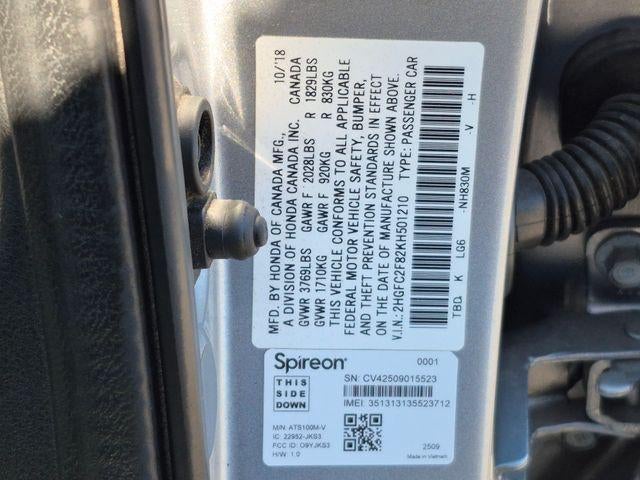 MFD. BY HONDA OF CANADA MFG., 10/'18
A DIVISION OF HONDA CANADA INC. CANADA
GVWR 3769LBS GAWR F 2028LBS R 1829LBS
GVWR 1710KG GAWR F 920KG R 830KG
THIS VEHICLE CONFORMS TO ALL APPLICABLE
FEDERAL MOTOR VEHICLE SAFETY, BUMPER,
AND THEFT PREVENTION STANDARDS IN EFFECT
ON THE DATE OF MANUFACTURE SHOWN ABOVE.
V.I.N.: 2HGFC2F82KH501210 TYPE: PASSENGER CAR
TBD K LG6 -NH830M -V -H
Spireon 0001
THIS
SIDE
DOWN
SN: CV42509015523
IMEI: 351313135523712
M/N: ATS100M-V
IC: 22952-JKS3
FCC ID: O9YJKS3
H/W: 1.0
2509
Made in Vietnam